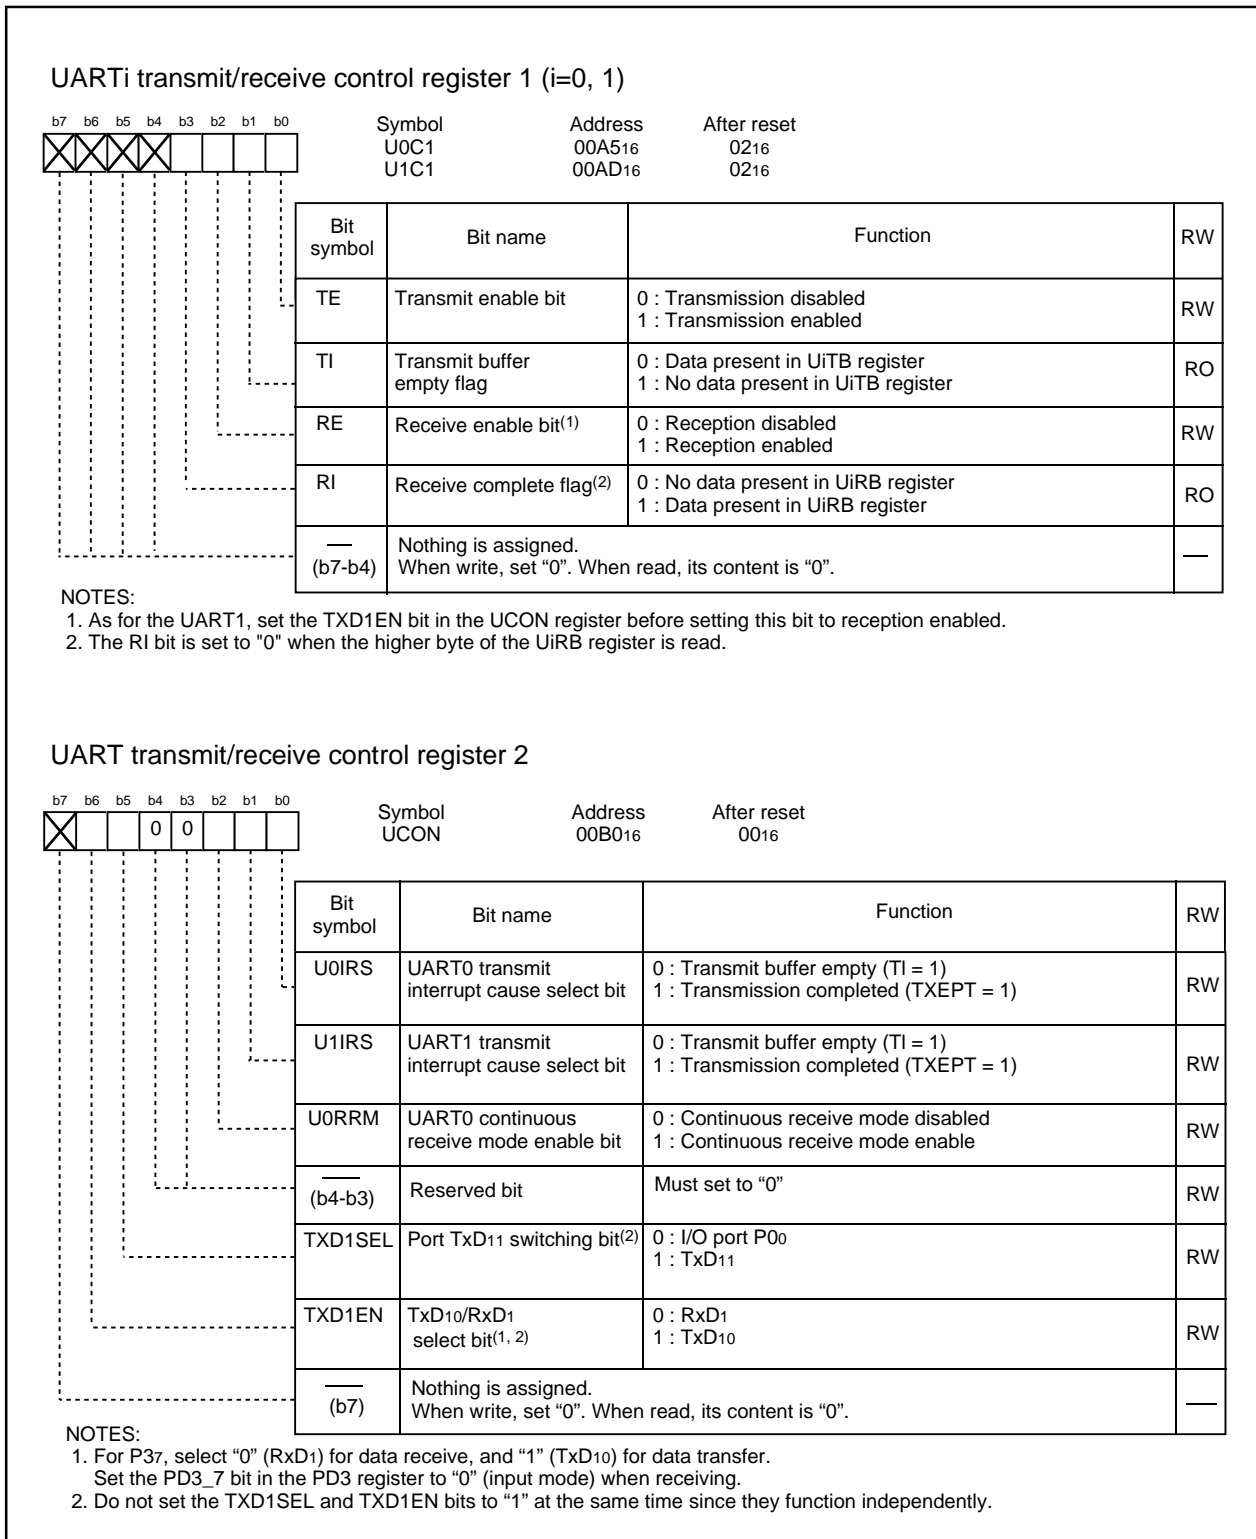 UARTi transmit/receive control register 1 (i=0, 1)
b7 b6 b5 b4 b3 b2 b1 b0
Symbol Address After reset
U0C1 00A516 0216
U1C1 00AD16 0216
Bit symbol Bit name Function RW
TE Transmit enable bit 0 : Transmission disabled
1 : Transmission enabled RW
TI Transmit buffer 0 : Data present in UiTB register
empty flag 1 : No data present in UiTB register RO
RE Receive enable bit(1) 0 : Reception disabled
1 : Reception enabled RW
RI Receive complete flag(2) 0 : No data present in UiRB register
1 : Data present in UiRB register RO
Nothing is assigned.
(b7-b4) When write, set “0”. When read, its content is “0”.
NOTES:
1. As for the UART1, set the TXD1EN bit in the UCON register before setting this bit to reception enabled.
2. The RI bit is set to "0" when the higher byte of the UiRB register is read.
UART transmit/receive control register 2
b7 b6 b5 b4 b3 b2 b1 b0
0 0
Symbol Address After reset
UCON 00B016 0016
Bit symbol Bit name Function RW
U0IRS UART0 transmit 0 : Transmit buffer empty (TI = 1)
interrupt cause select bit 1 : Transmission completed (TXEPT = 1) RW
U1IRS UART1 transmit 0 : Transmit buffer empty (TI = 1)
interrupt cause select bit 1 : Transmission completed (TXEPT = 1) RW
U0RRM UART0 continuous 0 : Continuous receive mode disabled
receive mode enable bit 1 : Continuous receive mode enable RW
(b4-b3) Reserved bit Must set to “0” RW
TXD1SEL Port TxD11 switching bit(2) 0 : I/O port P00
1 : TxD11 RW
TXD1EN TxD10/RxD1 0 : RxD1
select bit(1, 2) 1 : TxD10 RW
Nothing is assigned.
(b7) When write, set “0”. When read, its content is “0”.
NOTES:
1. For P37, select “0” (RxD1) for data receive, and “1” (TxD10) for data transfer.
Set the PD3_7 bit in the PD3 register to “0” (input mode) when receiving.
2. Do not set the TXD1SEL and TXD1EN bits to “1” at the same time since they function independently.